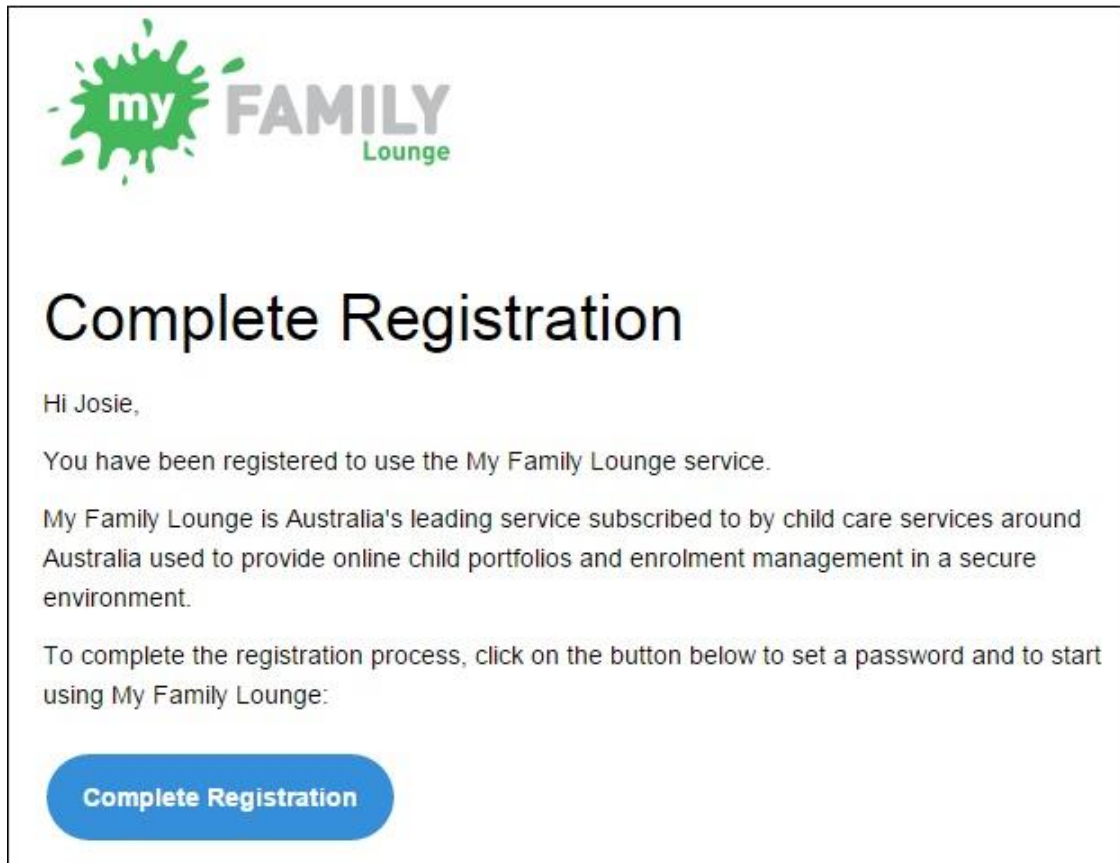 my FAMILY
Lounge
Complete Registration
Hi Josie,
You have been registered to use the My Family Lounge service.
My Family Lounge is Australia's leading service subscribed to by child care services around
Australia used to provide online child portfolios and enrolment management in a secure
environment.
To complete the registration process, click on the button below to set a password and to start
using My Family Lounge:
Complete Registration